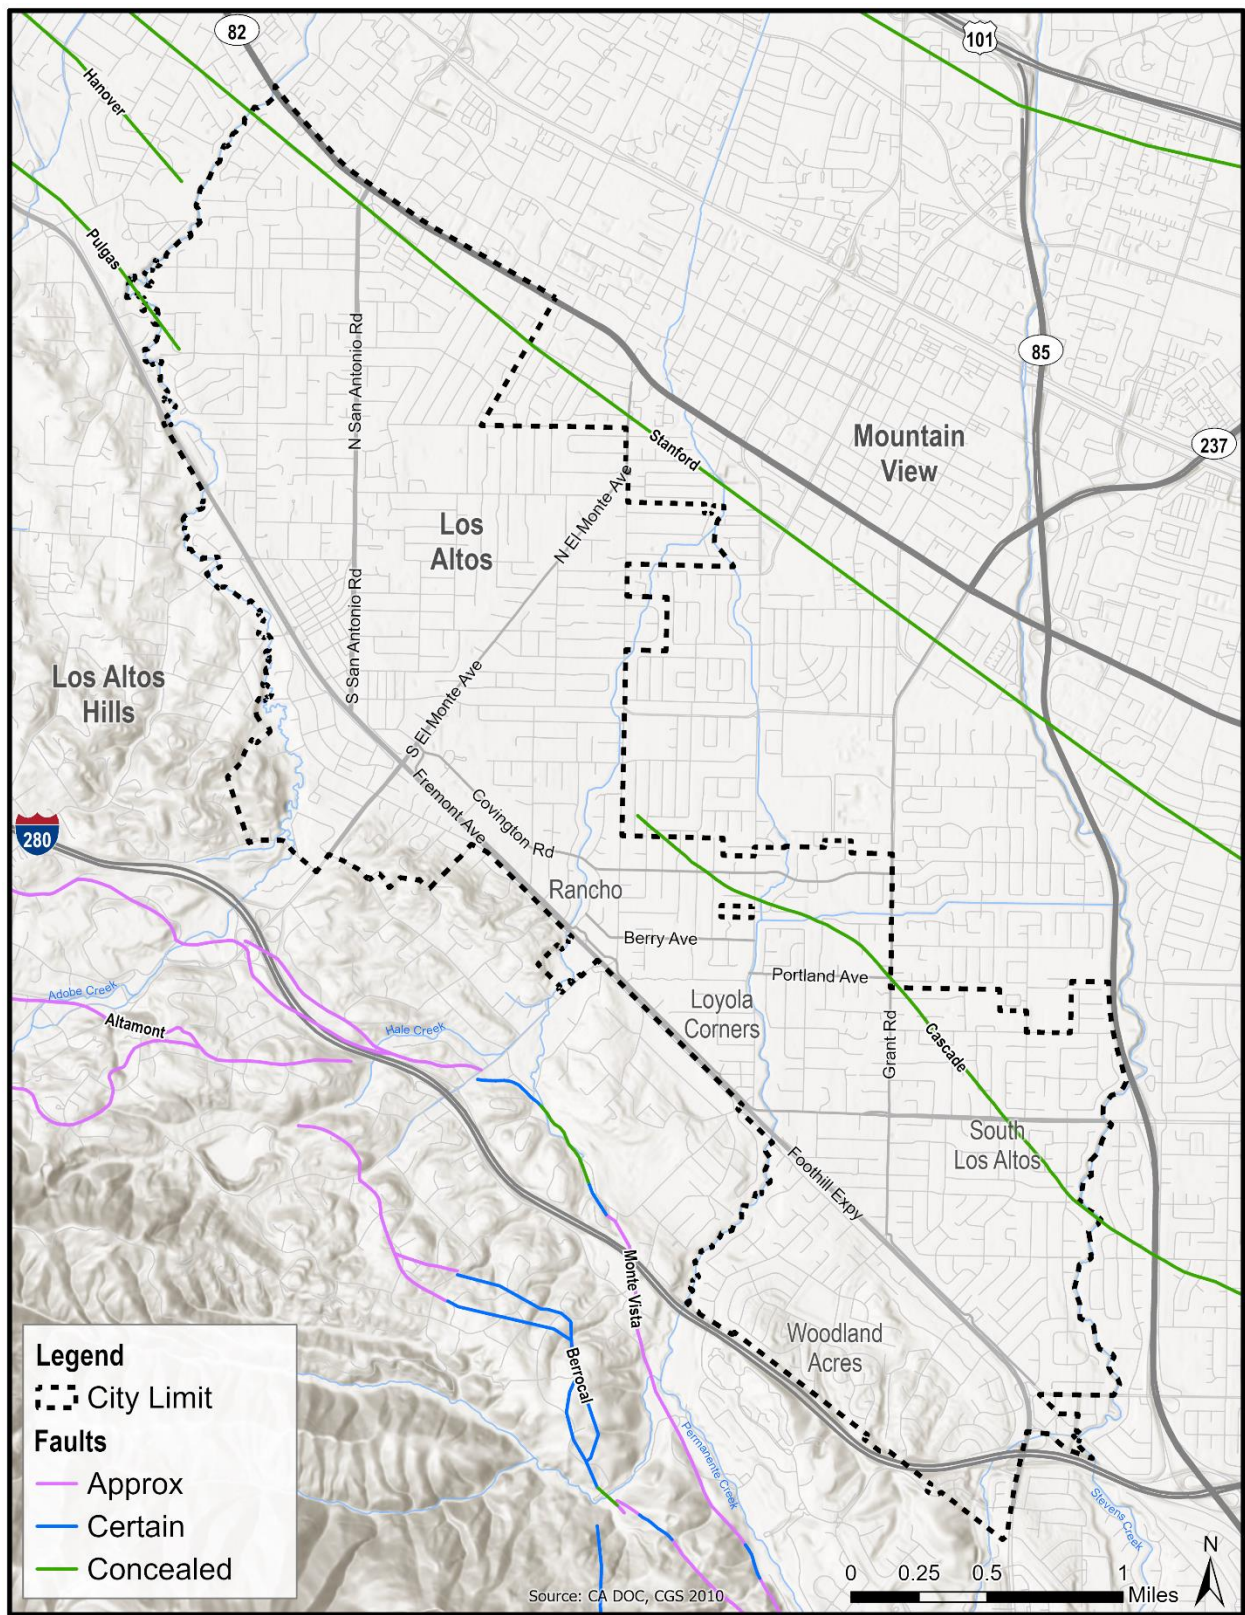 82
101
Hanover
Pulgas
N San Antonio Rd
85
Mountain
View
237
Stanford
N El Monte Ave
Los
Altos
S San Antonio Rd
Los Altos
Hills
S El Monte Ave
Fremont Ave
Covington Rd
280
Rancho
Berry Ave
Portland Ave
Adobe Creek
Altamont
Hale Creek
Loyola
Corners
Grant Rd
Cascade
South
Los Altos
Foothill Expy
Monte Vista
Woodland
Acres
Berrocal
Permanente Creek
Stevens Creek
Legend
City Limit
Faults
Approx
Certain
Concealed
Source: CA DOC, CGS 2010
0 0.25 0.5 1
Miles
N